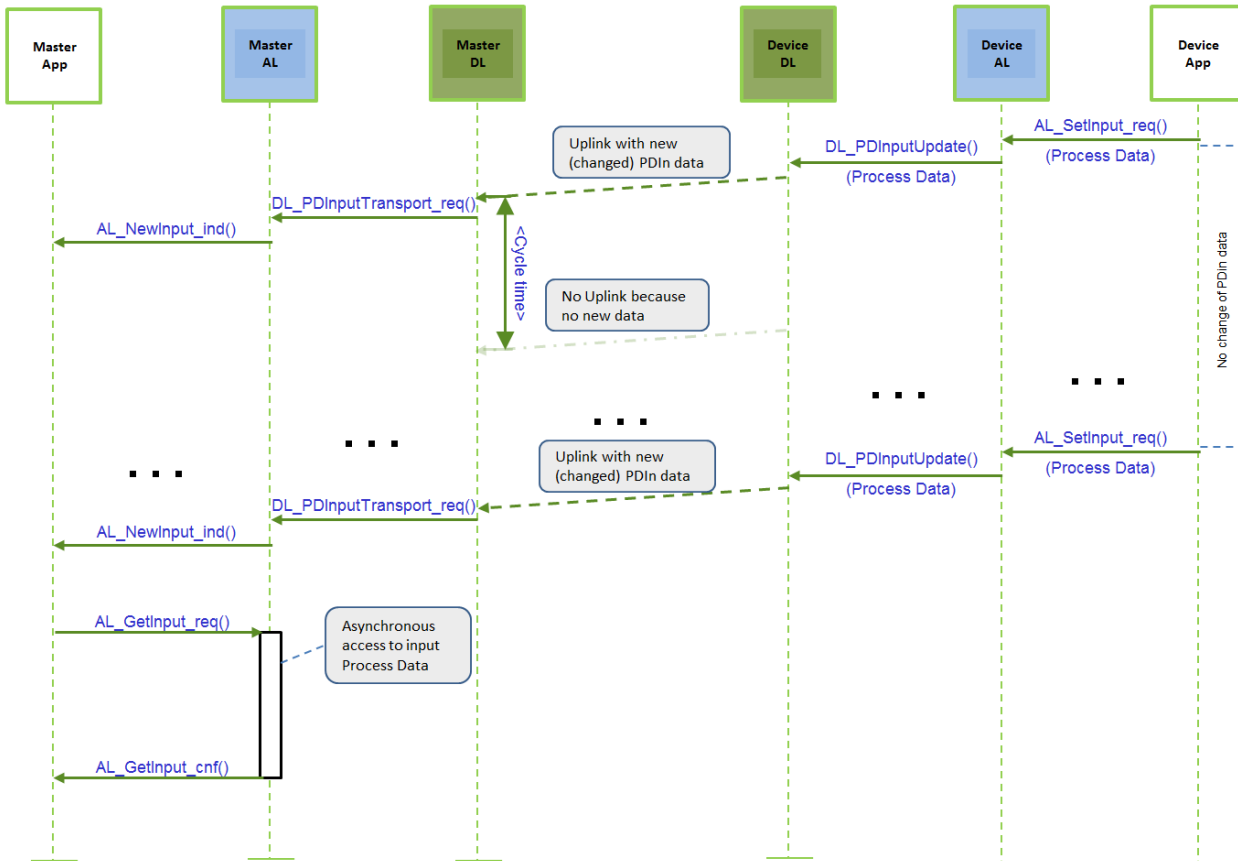 Master
App
Master
AL
Master
DL
Device
DL
Device
AL
Device
App
AL_SetInput_req()
(Process Data)
DL_PDInputUpdate()
(Process Data)
Uplink with new
(changed) PDIn data
DL_PDInputTransport_req()
AL_NewInput_ind()
<Cycle time>
No Uplink because
no new data
No change of PDIn data
. . .
. . .
. . .
. . .
. . .
AL_SetInput_req()
(Process Data)
DL_PDInputUpdate()
(Process Data)
Uplink with new
(changed) PDIn data
DL_PDInputTransport_req()
AL_NewInput_ind()
AL_GetInput_req()
Asynchronous
access to input
Process Data
AL_GetInput_cnf()